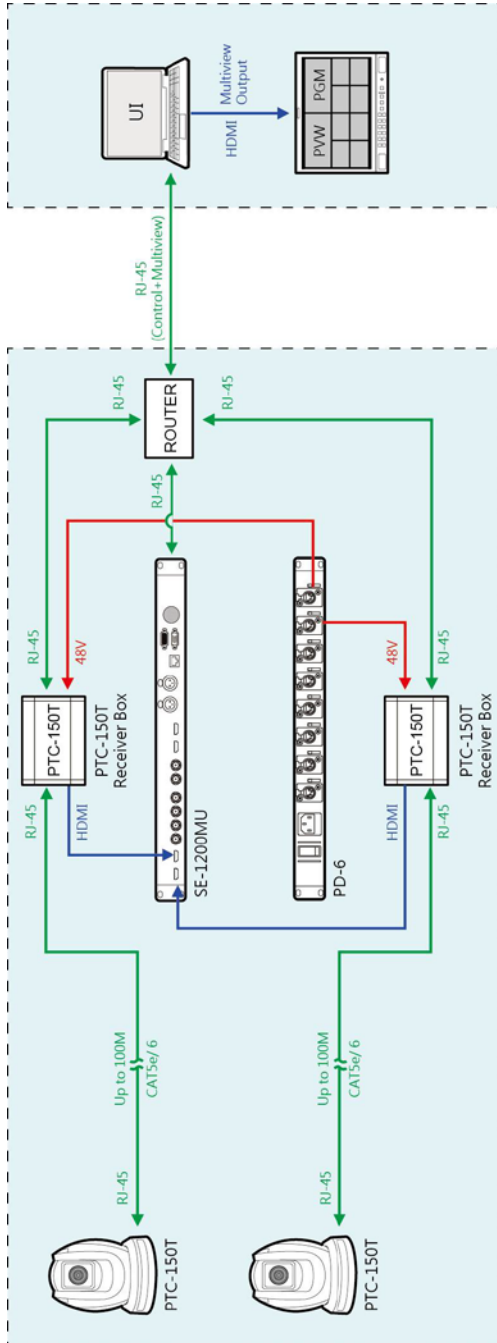 PTC-150T
RJ-45
Up to 100M
CAT5e/ 6
RJ-45
HDMI
PTC-150T
PTC-150T
Receiver Box
RJ-45
48V
RJ-45
SE-1200MU
RJ-45
ROUTER
RJ-45
(Control+Multiview)
UI
HDMI
Multiview
Output
PVW
PGM
PD-6
PTC-150T
RJ-45
Up to 100M
CAT5e/ 6
HDMI
RJ-45
PTC-150T
PTC-150T
Receiver Box
48V
RJ-45
RJ-45